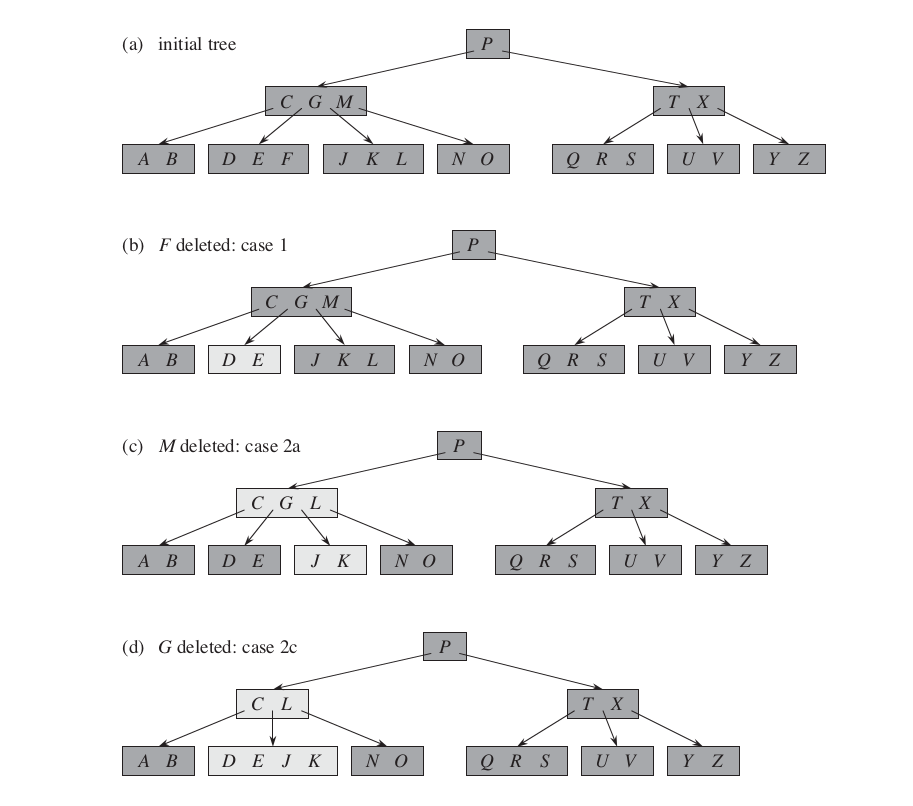 (a) initial tree
P
C G M
T X
A B
D E F
J K L
N O
Q R S
U V
Y Z
(b) F deleted: case 1
P
C G M
T X
A B
D E
J K L
N O
Q R S
U V
Y Z
(c) M deleted: case 2a
P
C G L
T X
A B
D E
J K
N O
Q R S
U V
Y Z
(d) G deleted: case 2c
P
C L
T X
A B
D E J K
N O
Q R S
U V
Y Z